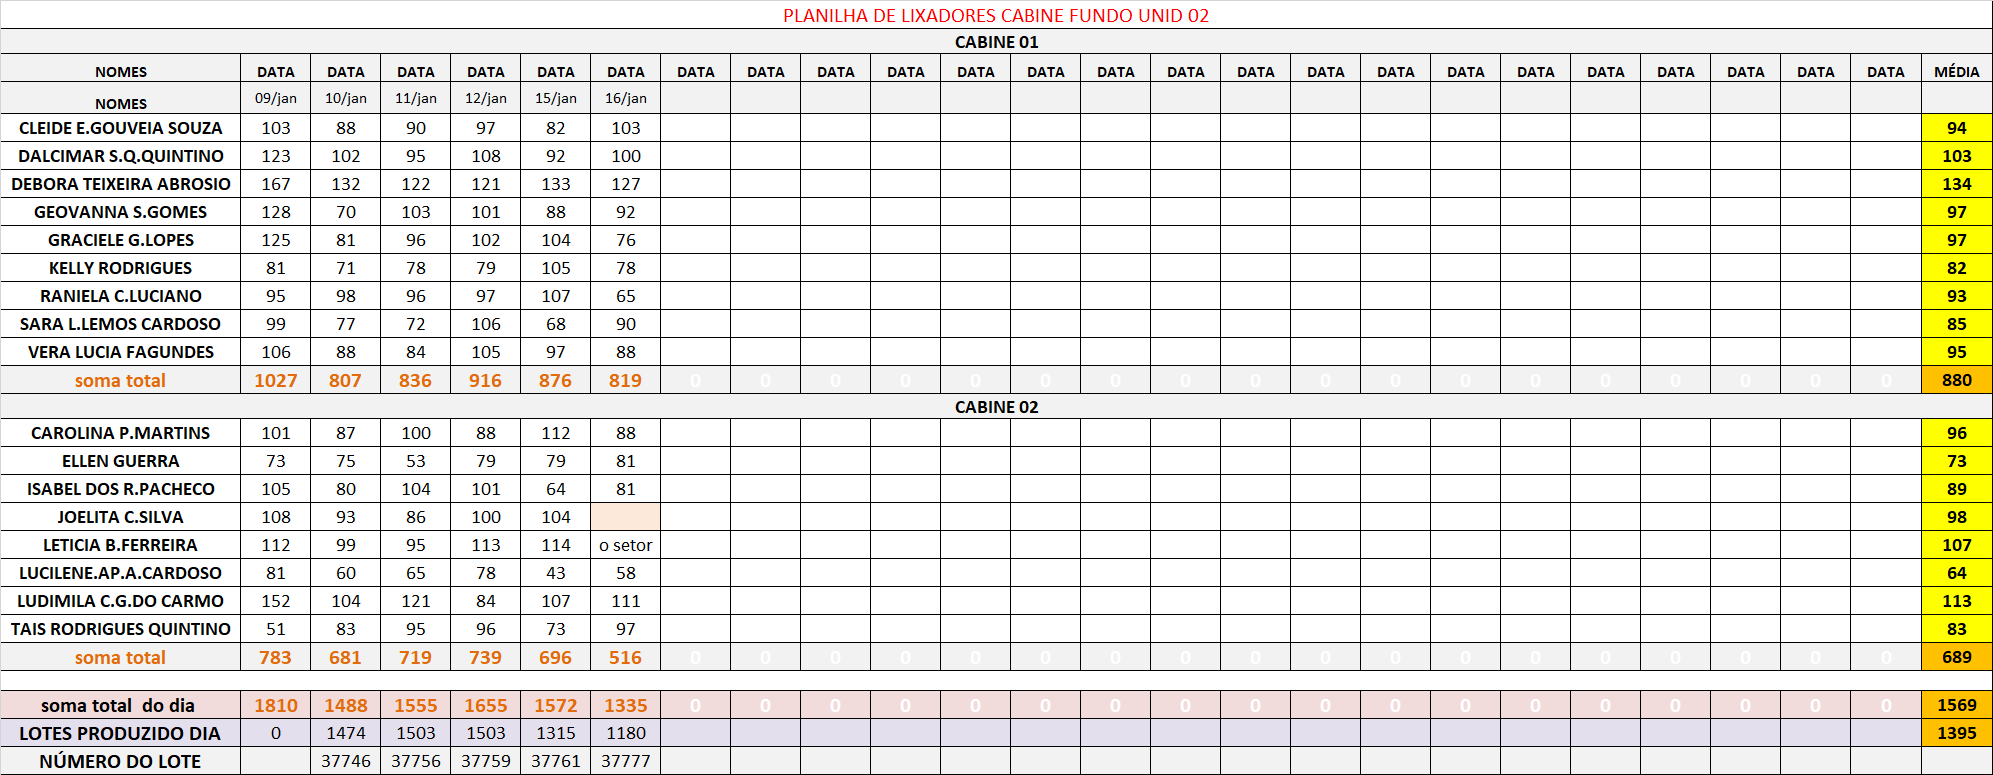 PLANILHA DE LIXADORES CABINE FUNDO UNID 02
CABINE 01
NOMES DATA DATA DATA DATA DATA DATA DATA DATA DATA DATA DATA DATA DATA DATA DATA DATA DATA DATA DATA DATA DATA DATA DATA DATA MÉDIA
NOMES 09/jan 10/jan 11/jan 12/jan 15/jan 16/jan
CLEIDE E.GOUVEIA SOUZA 103 88 90 97 82 103 94
DALCIMAR S.Q.QUINTINO 123 102 95 108 92 100 103
DEBORA TEIXEIRA ABROSIO 167 132 122 121 133 127 134
GEOVANNA S.GOMES 128 70 103 101 88 92 97
GRACIELE G.LOPES 125 81 96 102 104 76 97
KELLY RODRIGUES 81 71 78 79 105 78 82
RANIELA C.LUCIANO 95 98 96 97 107 65 93
SARA L.LEMOS CARDOSO 99 77 72 106 68 90 85
VERA LUCIA FAGUNDES 106 88 84 105 97 88 95
soma total 1027 807 836 916 876 819 0 0 0 0 0 0 0 0 0 0 0 0 0 0 0 0 0 0 880
CABINE 02
CAROLINA P.MARTINS 101 87 100 88 112 88 96
ELLEN GUERRA 73 75 53 79 79 81 73
ISABEL DOS R.PACHECO 105 80 104 101 64 81 89
JOELITA C.SILVA 108 93 86 100 104 98
LETICIA B.FERREIRA 112 99 95 113 114 o setor 107
LUCILENE.AP.A.CARDOSO 81 60 65 78 43 58 64
LUDIMILA C.G.DO CARMO 152 104 121 84 107 111 113
TAIS RODRIGUES QUINTINO 51 83 95 96 73 97 83
soma total 783 681 719 739 696 516 0 0 0 0 0 0 0 0 0 0 0 0 0 0 0 0 0 0 689
soma total do dia 1810 1488 1555 1655 1572 1335 0 0 0 0 0 0 0 0 0 0 0 0 0 0 0 0 0 0 1569
LOTES PRODUZIDO DIA 0 1474 1503 1503 1315 1180 1395
NÚMERO DO LOTE 37746 37756 37759 37761 37777